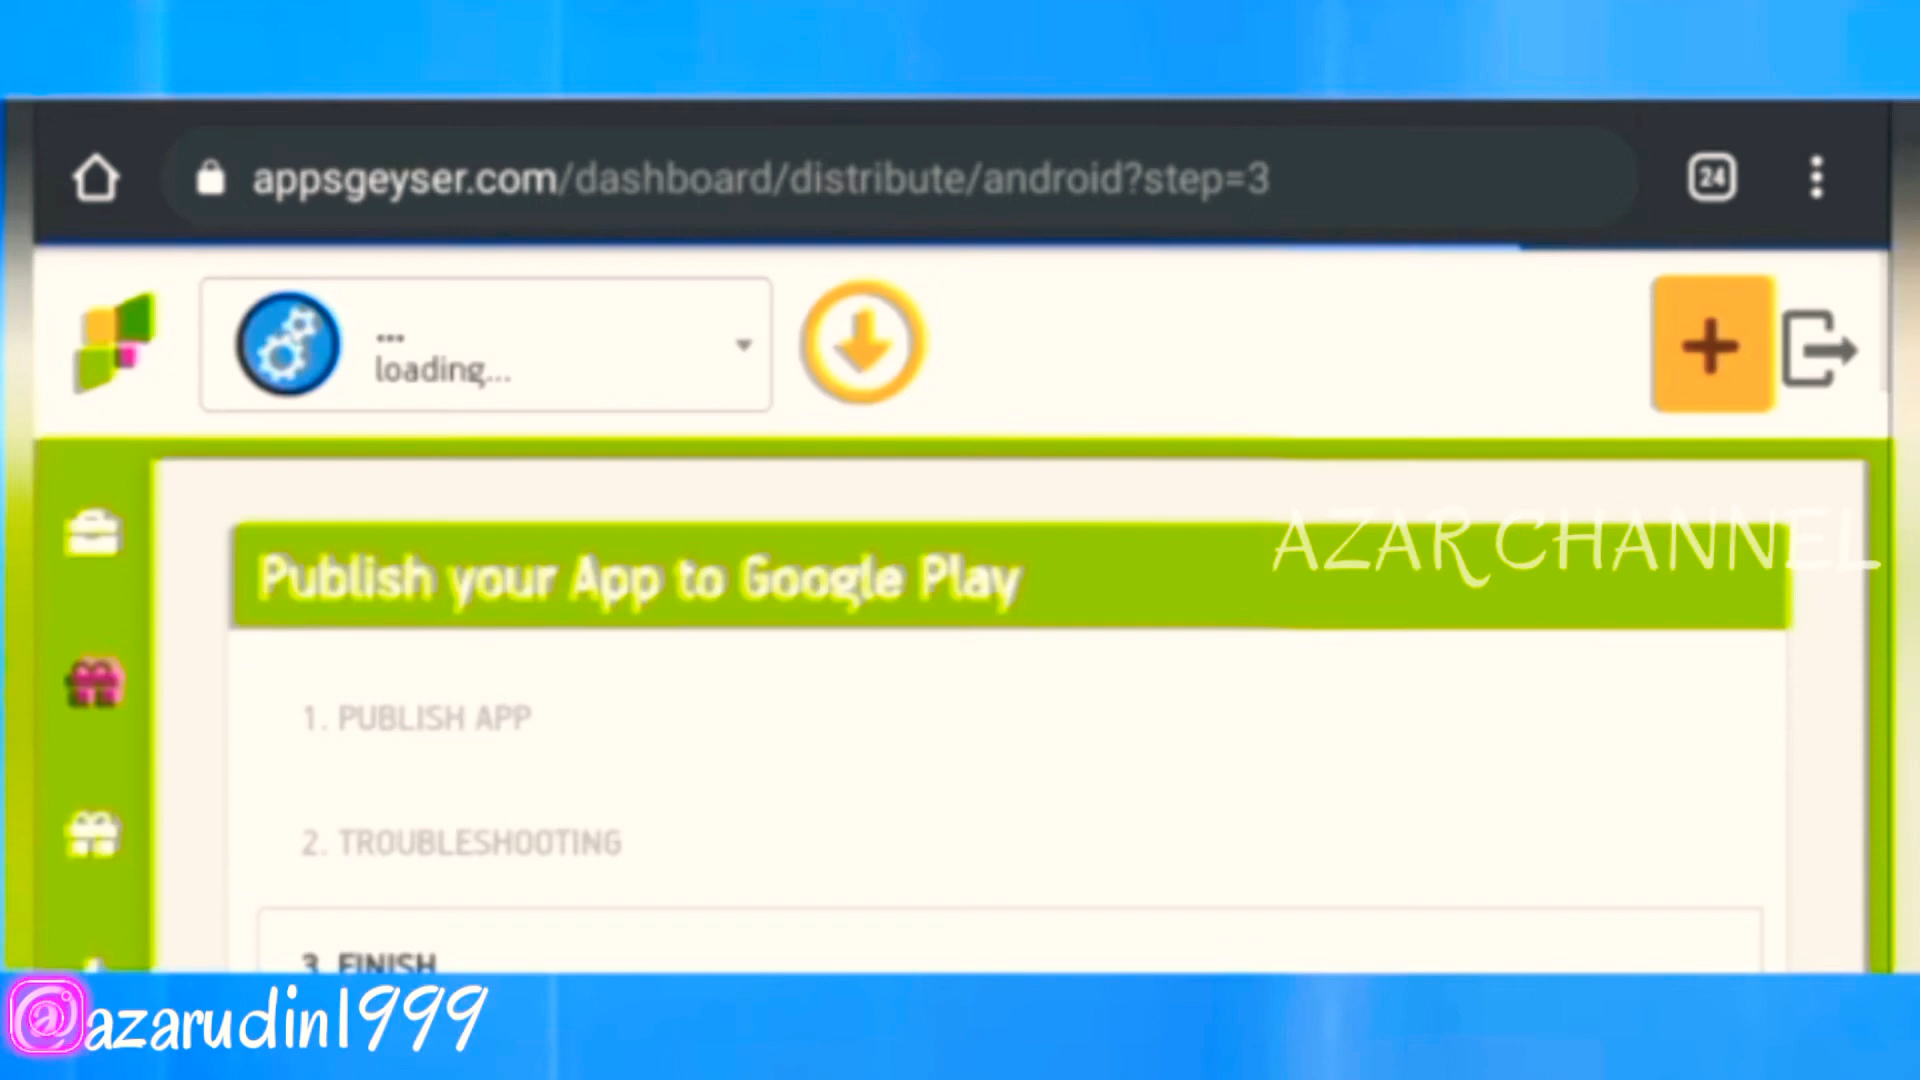 appsgeyser.com/dashboard/distribute/android?step=3
24
...
loading...
AZAR CHANNEL
Publish your App to Google Play
1. PUBLISH APP
2. TROUBLESHOOTING
3. FINISH
@azarudin1999